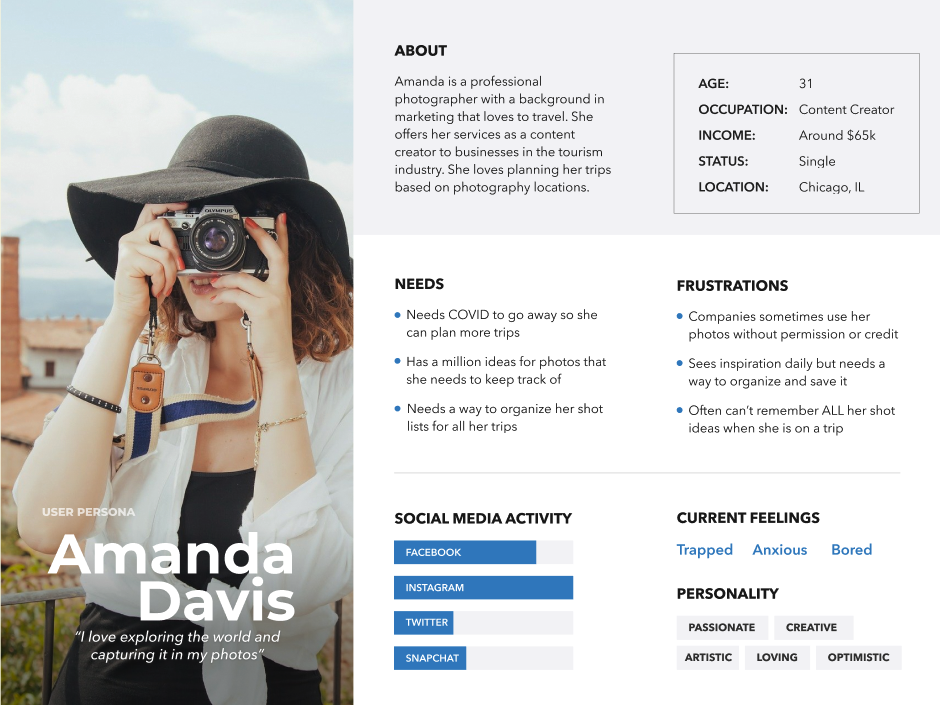 USER PERSONA
Amanda
Davis
“I love exploring the world and
capturing it in my photos”
OLYMPUS
ABOUT
Amanda is a professional
photographer with a background in
marketing that loves to travel. She
offers her services as a content
creator to businesses in the tourism
industry. She loves planning her trips
based on photography locations.
AGE: 31
OCCUPATION: Content Creator
INCOME: Around $65k
STATUS: Single
LOCATION: Chicago, IL
NEEDS
• Needs COVID to go away so she
can plan more trips
• Has a million ideas for photos that
she needs to keep track of
• Needs a way to organize her shot
lists for all her trips
FRUSTRATIONS
• Companies sometimes use her
photos without permission or credit
• Sees inspiration daily but needs a
way to organize and save it
• Often can’t remember ALL her shot
ideas when she is on a trip
SOCIAL MEDIA ACTIVITY
FACEBOOK
INSTAGRAM
TWITTER
SNAPCHAT
CURRENT FEELINGS
Trapped Anxious Bored
PERSONALITY
PASSIONATE CREATIVE
ARTISTIC LOVING OPTIMISTIC